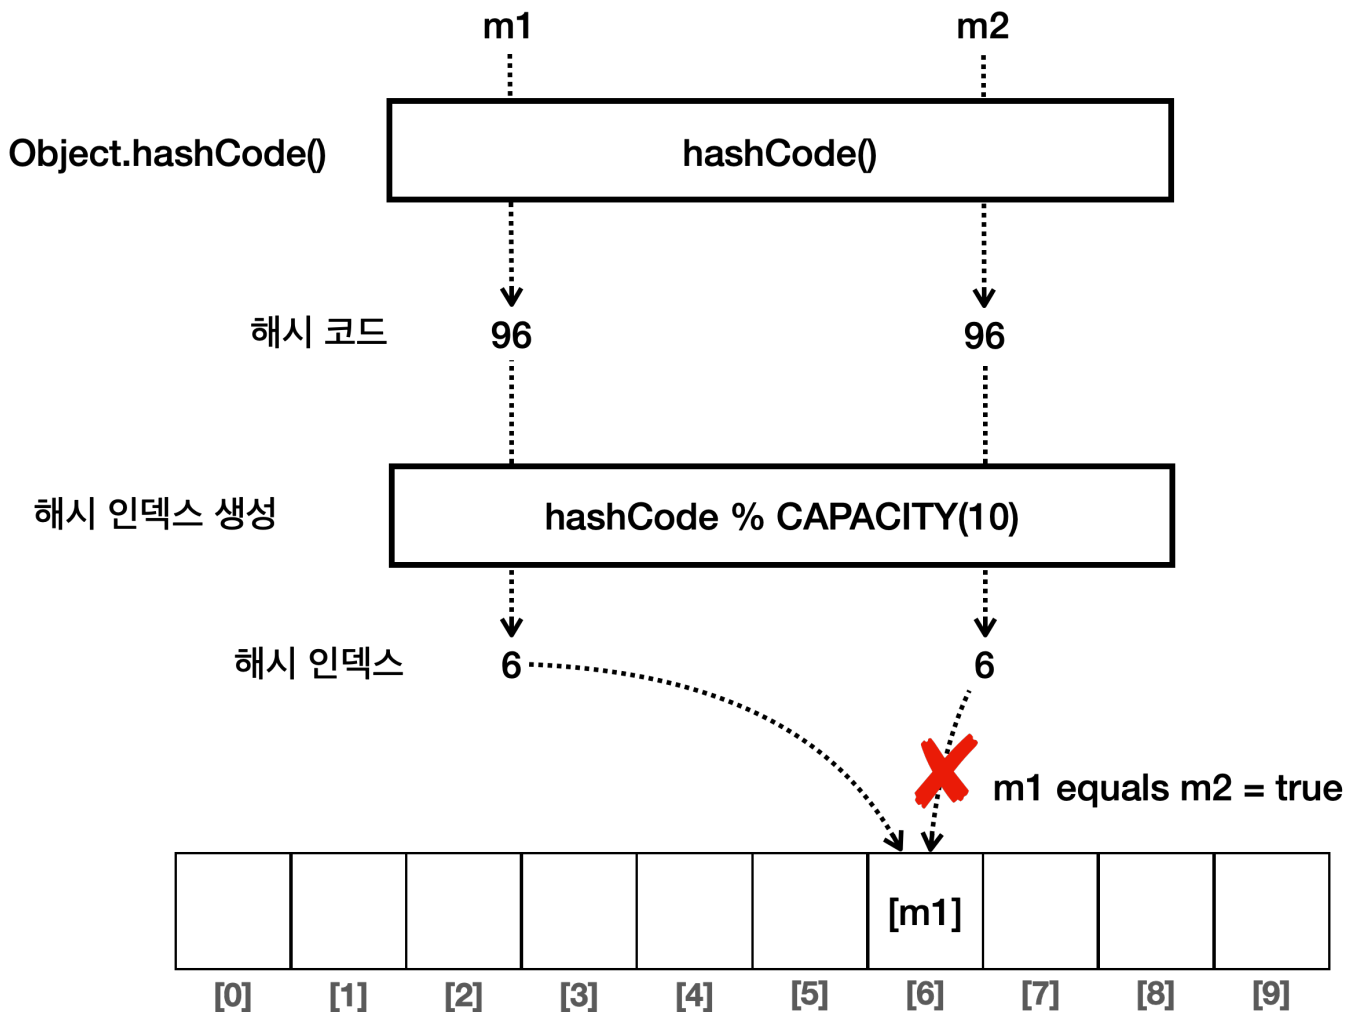 m1 m2
Object.hashCode() hashCode()
해시 코드 96 96
해시 인덱스 생성 hashCode % CAPACITY(10)
해시 인덱스 6 6
m1 equals m2 = true
[m1]
[0] [1] [2] [3] [4] [5] [6] [7] [8] [9]